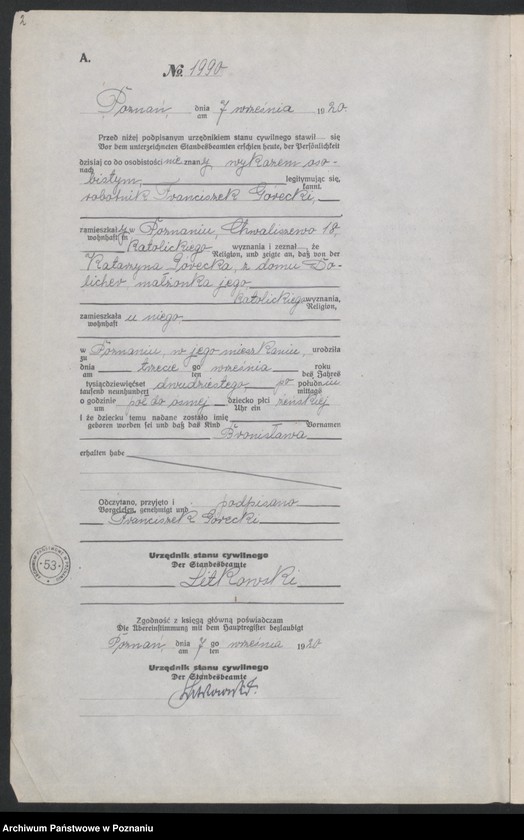 2
A.
No. 1990
Poznań, dnia 7 września 1920
am
Przed niżej podpisanym urzędnikiem stanu cywilnego stawił się
Vor dem unterzeichneten Standesbeamten erschien heute, der Persönlichkeit
dzisiaj co do osobistości nie znany, wykazem oso-
nach
bistym legitymując się,
kannt,
robotnik Franciszek Górecki,
zamieszkały w Poznaniu, Chwaliszewo 18,
wohnhaft in
katolickiego wyznania i zeznał, że
Religion, und zeigte an, daß von der
Katarzyna Górecka, z domu Do-
licher, małżonka jego,
katolickiego wyznania,
Religion,
zamieszkała u niego,
wohnhaft
w Poznaniu, w jego mieszkaniu, urodziła
zu
dnia trzeciego września roku
am ten des Jahres
tysiącdziewięćset dwudziestego po południu
tausend neunhundert mittags
o godzinie pół do ósmej dziecko płci żeńskiej
um Uhr ein
i że dziecku temu nadane zostało imię
geboren worden sei und daß das Kind Vornamen
Bronisława
erhalten habe
Odczytano, przyjęto i podpisano
Vorgelesen, genehmigt und
Franciszek Górecki
Urzędnik stanu cywilnego
Der Standesbeamte
Litkowski
53
Zgodność z księgą główną poświadczam
Die Übereinstimmung mit dem Hauptregister beglaubigt
Poznań, dnia 7 go września 1920
am ten
Urzędnik stanu cywilnego
Der Standesbeamte
Litkowski
Archiwum Państwowe w Poznaniu